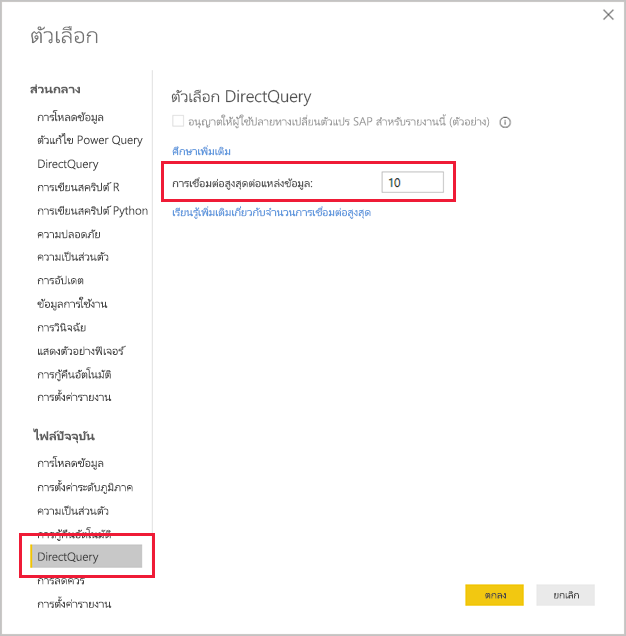 ตัวเลือก
ส่วนกลาง
การโหลดข้อมูล
ตัวแก้ไข Power Query
DirectQuery
การเขียนสคริปต์ R
การเขียนสคริปต์ Python
ความปลอดภัย
ความเป็นส่วนตัว
การอัปเดต
ข้อมูลการใช้งาน
การวินิจฉัย
แสดงตัวอย่างฟีเจอร์
การกู้คืนอัตโนมัติ
การตั้งค่ารายงาน
ไฟล์ปัจจุบัน
การโหลดข้อมูล
การตั้งค่าระดับภูมิภาค
ความเป็นส่วนตัว
การกู้คืนอัตโนมัติ
DirectQuery
การตั้งค่ารายงาน
ตัวเลือก DirectQuery
อนุญาตให้ผู้ใช้ปลายทางเปลี่ยนตัวแปร SAP สำหรับรายงานนี้ (ตัวอย่าง)
ศึกษาเพิ่มเติม
การเชื่อมต่อสูงสุดต่อแหล่งข้อมูล: 10
เรียนรู้เพิ่มเติมเกี่ยวกับจำนวนการเชื่อมต่อสูงสุด
ตกลง ยกเลิก